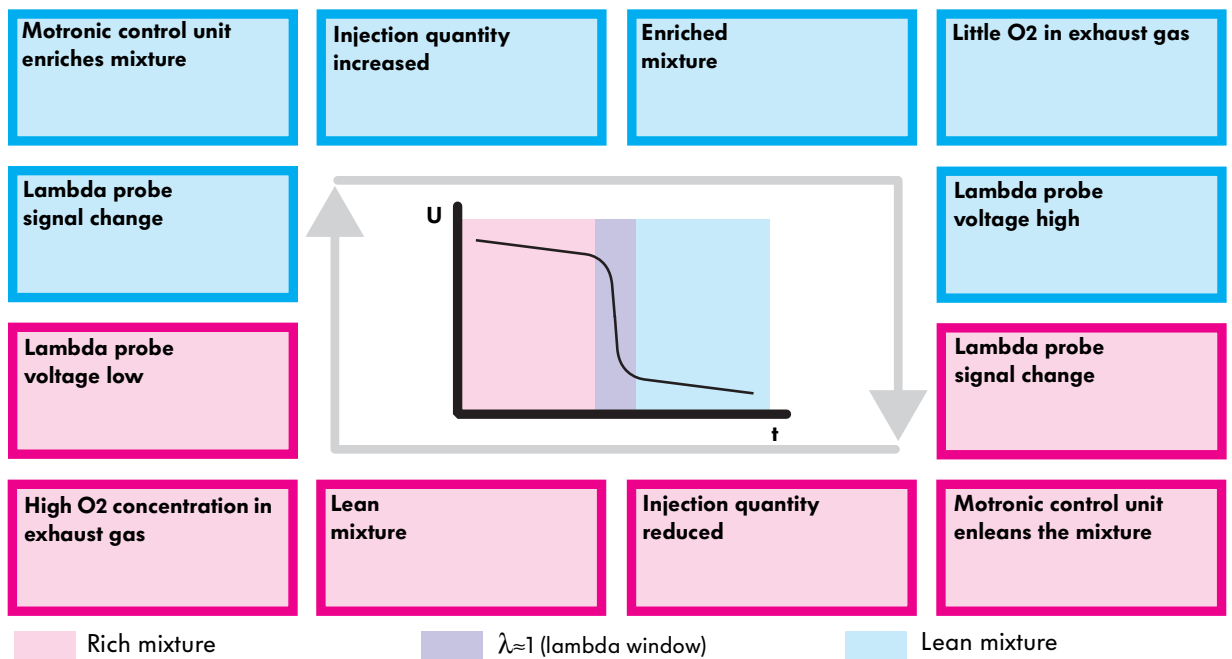 Motronic control unit
enriches mixture
Injection quantity
increased
Enriched
mixture
Little O2 in exhaust gas
Lambda probe
signal change
U
Lambda probe
voltage high
Lambda probe
voltage low
t
Lambda probe
signal change
High O2 concentration in
exhaust gas
Lean
mixture
Injection quantity
reduced
Motronic control unit
enleans the mixture
Rich mixture
λ≈1 (lambda window)
Lean mixture